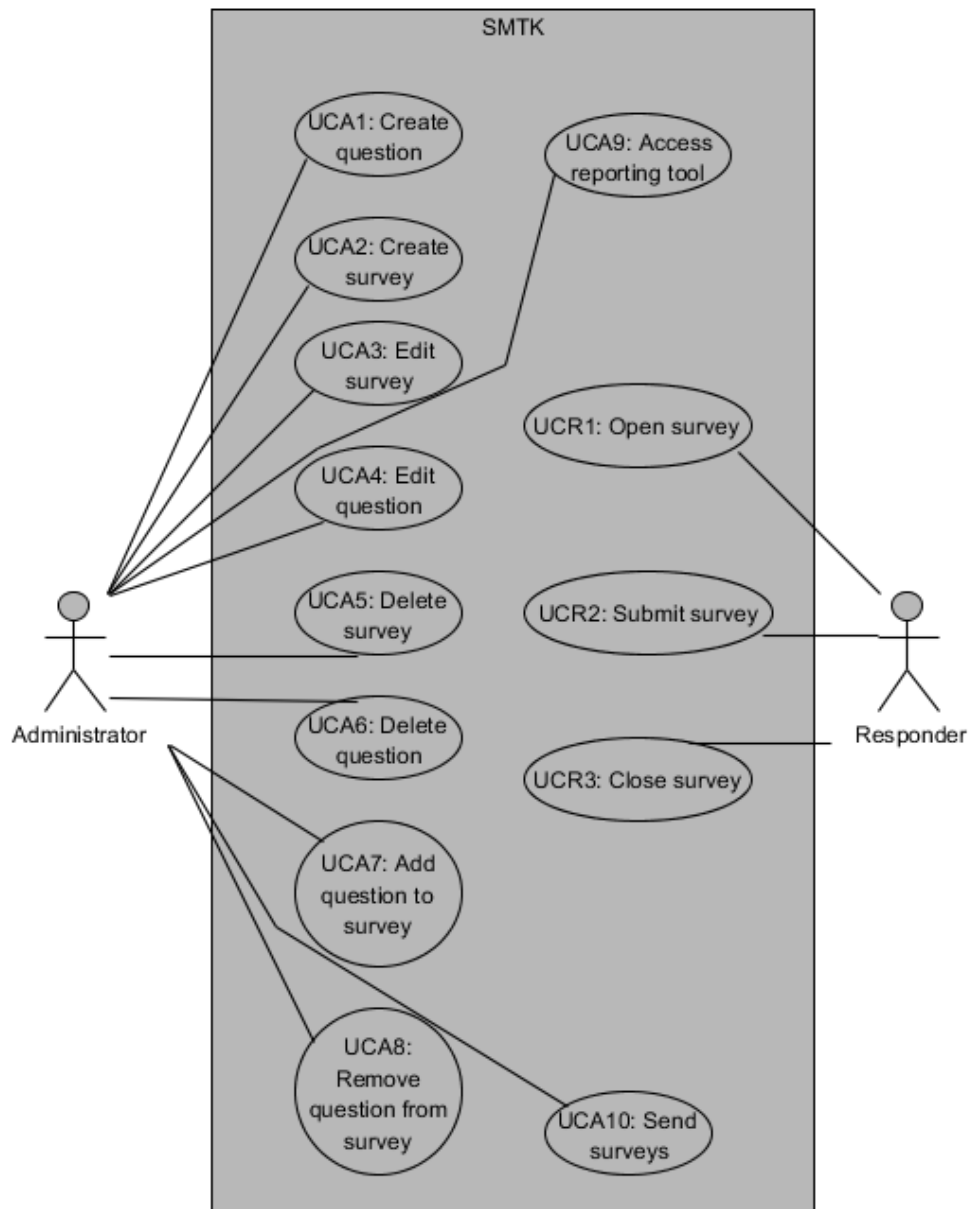 SMTK
UCA1: Create
question
UCA9: Access
reporting tool
UCA2: Create
survey
UCA3: Edit
survey
UCR1: Open survey
UCA4: Edit
question
UCA5: Delete
survey
UCR2: Submit survey
Administrator
UCA6: Delete
question
Responder
UCR3: Close survey
UCA7: Add
question to
survey
UCA8:
Remove
question from
survey
UCA10: Send
surveys